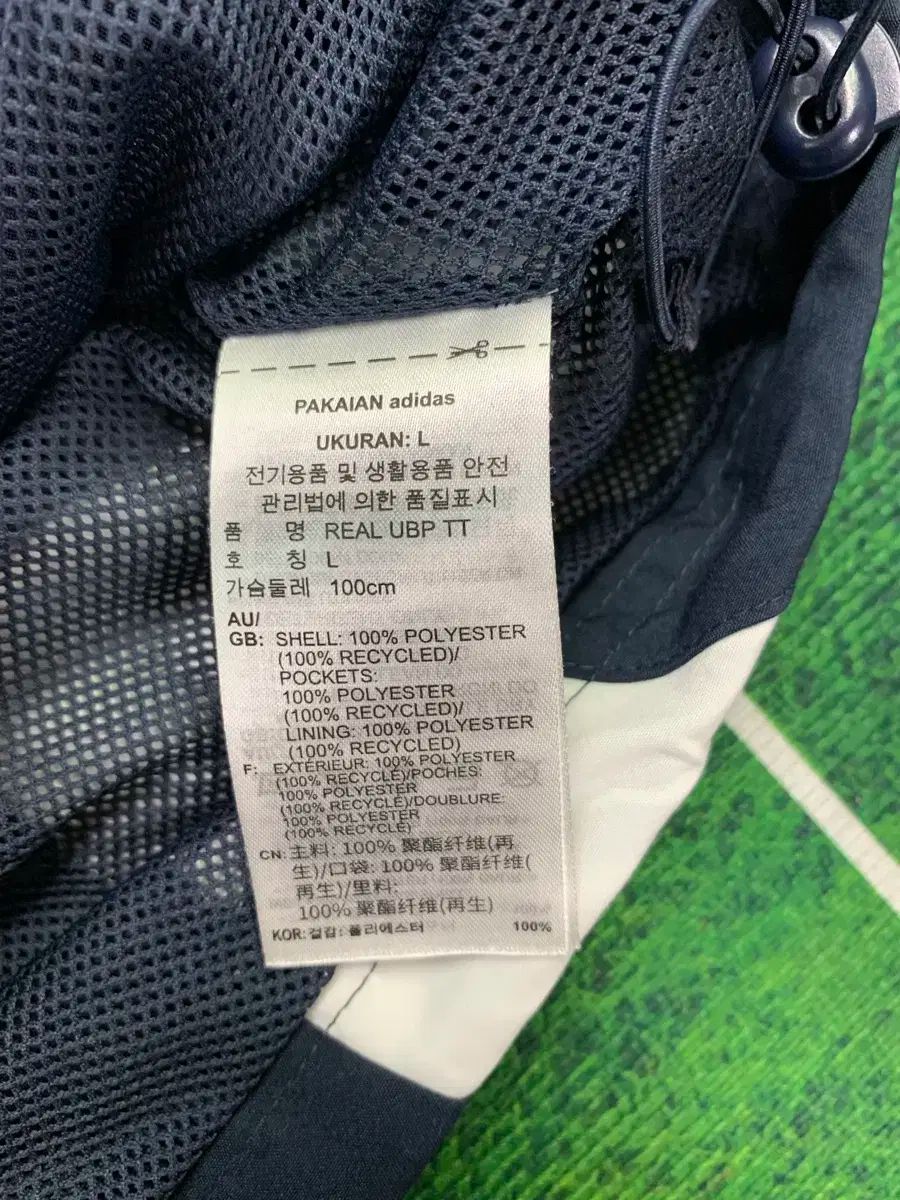 PAKAIAN adidas
UKURAN: L
전기용품 및 생활용품 안전
관리법에 의한 품질표시
품 명 REAL UBP TT
호 칭 L
가슴둘레 100cm
AU/
GB: SHELL: 100% POLYESTER
(100% RECYCLED)/
POCKETS:
100% POLYESTER
(100% RECYCLED)/
LINING: 100% POLYESTER
(100% RECYCLED)
F: EXTÉRIEUR: 100% POLYESTER
(100% RECYCLÉ)/POCHES:
100% POLYESTER
(100% RECYCLÉ)/DOUBLURE:
100% POLYESTER
(100% RECYCLÉ)
CN: 主料: 100% 聚酯纤维(再
生)/口袋: 100% 聚酯纤维(
再生)/里料:
100% 聚酯纤维(再生)
KOR: 겉감: 폴리에스터 100%